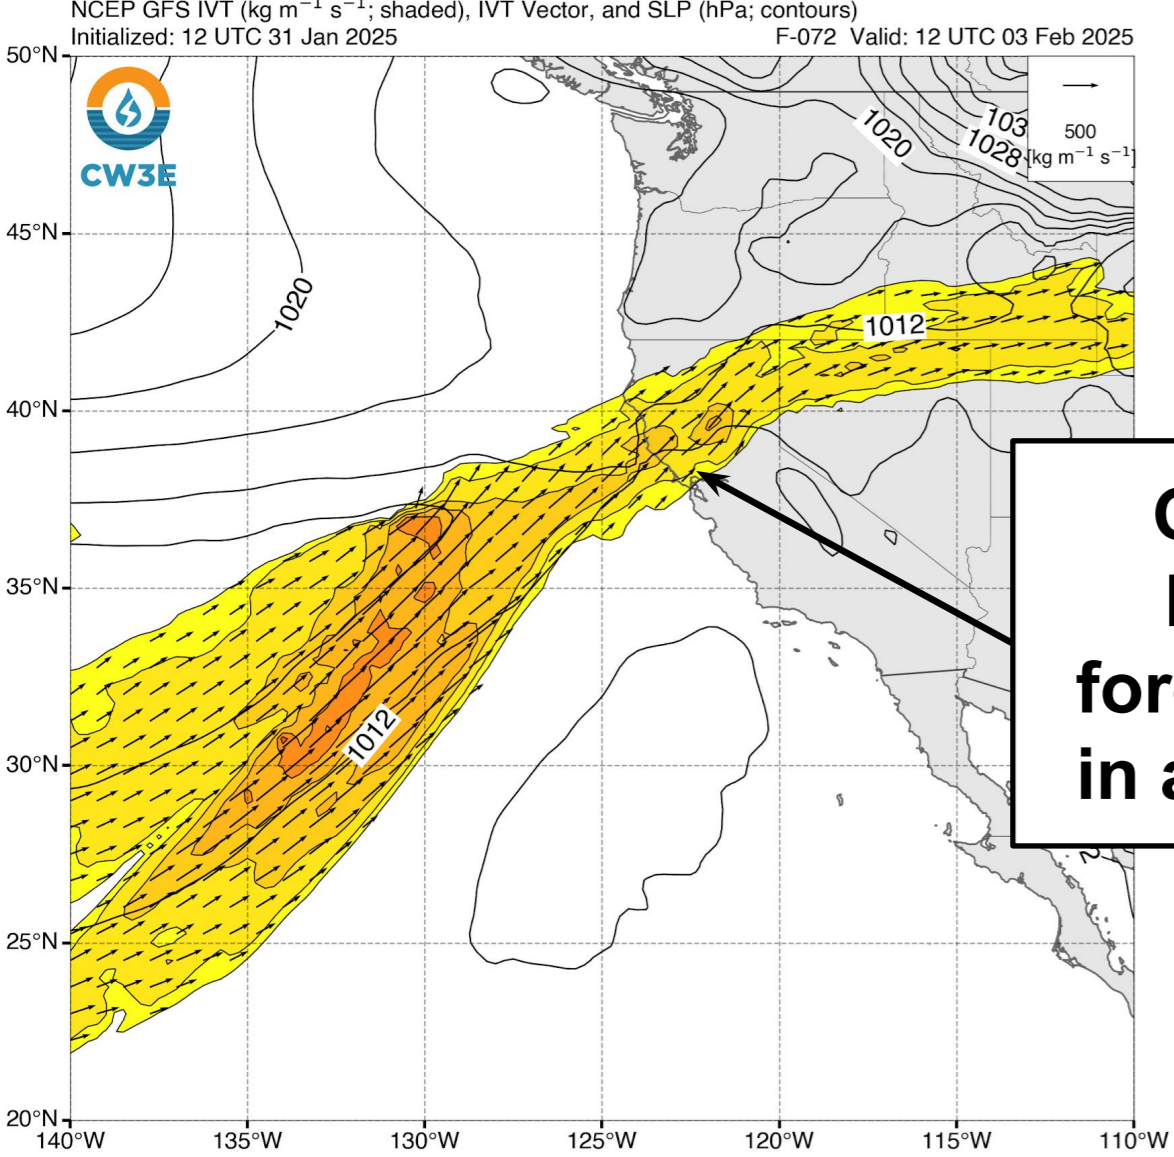 NCEP GFS IVT (kg m⁻¹ s⁻¹; shaded), IVT Vector, and SLP (hPa; contours)
Initialized: 12 UTC 31 Jan 2025 F-072 Valid: 12 UTC 03 Feb 2025
50°N
CW3E
500
[kg m⁻¹ s⁻¹]
1020
103
1028
45°N
1020
1012
40°N
35°N
1012
for
in a
30°N
25°N
20°N
140°W 135°W 130°W 125°W 120°W 115°W 110°W